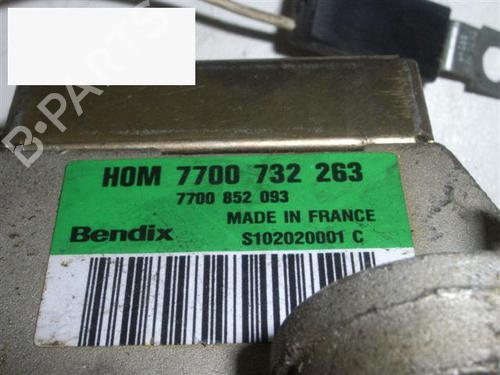 B-PARTS
HOM 7700 732 263
7700 852 093
MADE IN FRANCE
Bendix S102020001 C